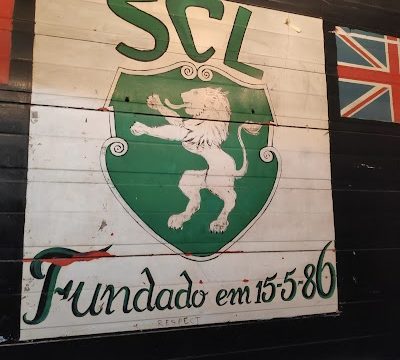 SCL
Fundado em 15-5-86
RESPECT